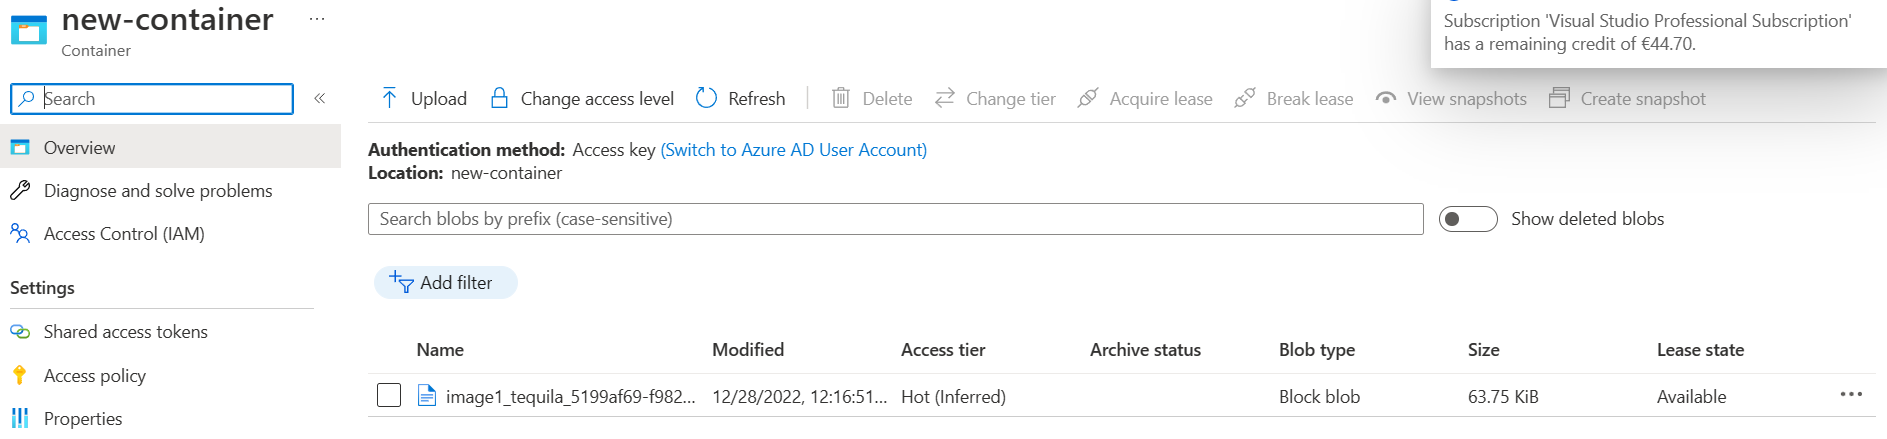 new-container
Container
Subscription 'Visual Studio Professional Subscription'
has a remaining credit of €44.70.
Search
Upload Change access level Refresh Delete Change tier Acquire lease Break lease View snapshots Create snapshot
Overview
Diagnose and solve problems
Access Control (IAM)
Settings
Shared access tokens
Access policy
Properties
Authentication method: Access key (Switch to Azure AD User Account)
Location: new-container
Search blobs by prefix (case-sensitive)
Show deleted blobs
Add filter
Name Modified Access tier Archive status Blob type Size Lease state
image1_tequila_5199af69-f982... 12/28/2022, 12:16:51... Hot (Inferred) Block blob 63.75 KiB Available